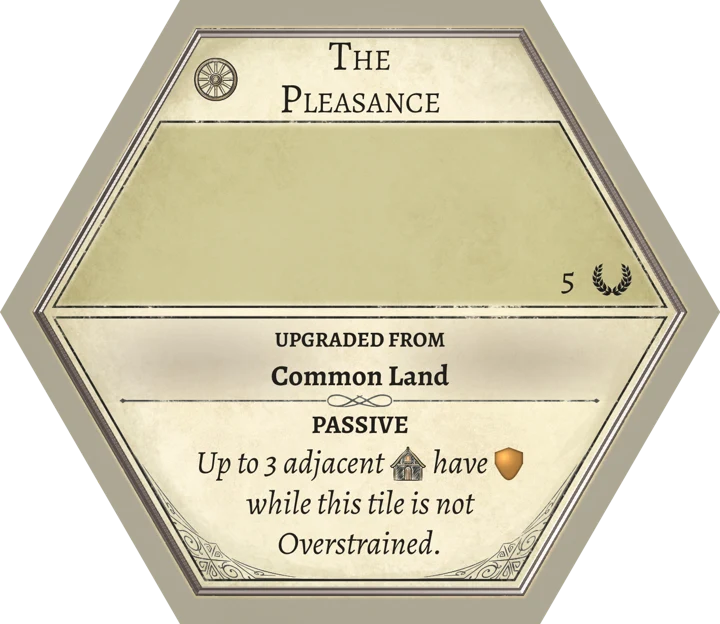 The
Pleasance
5
UPGRADED FROM
Common Land
PASSIVE
Up to 3 adjacent have
while this tile is not
Overstrained.